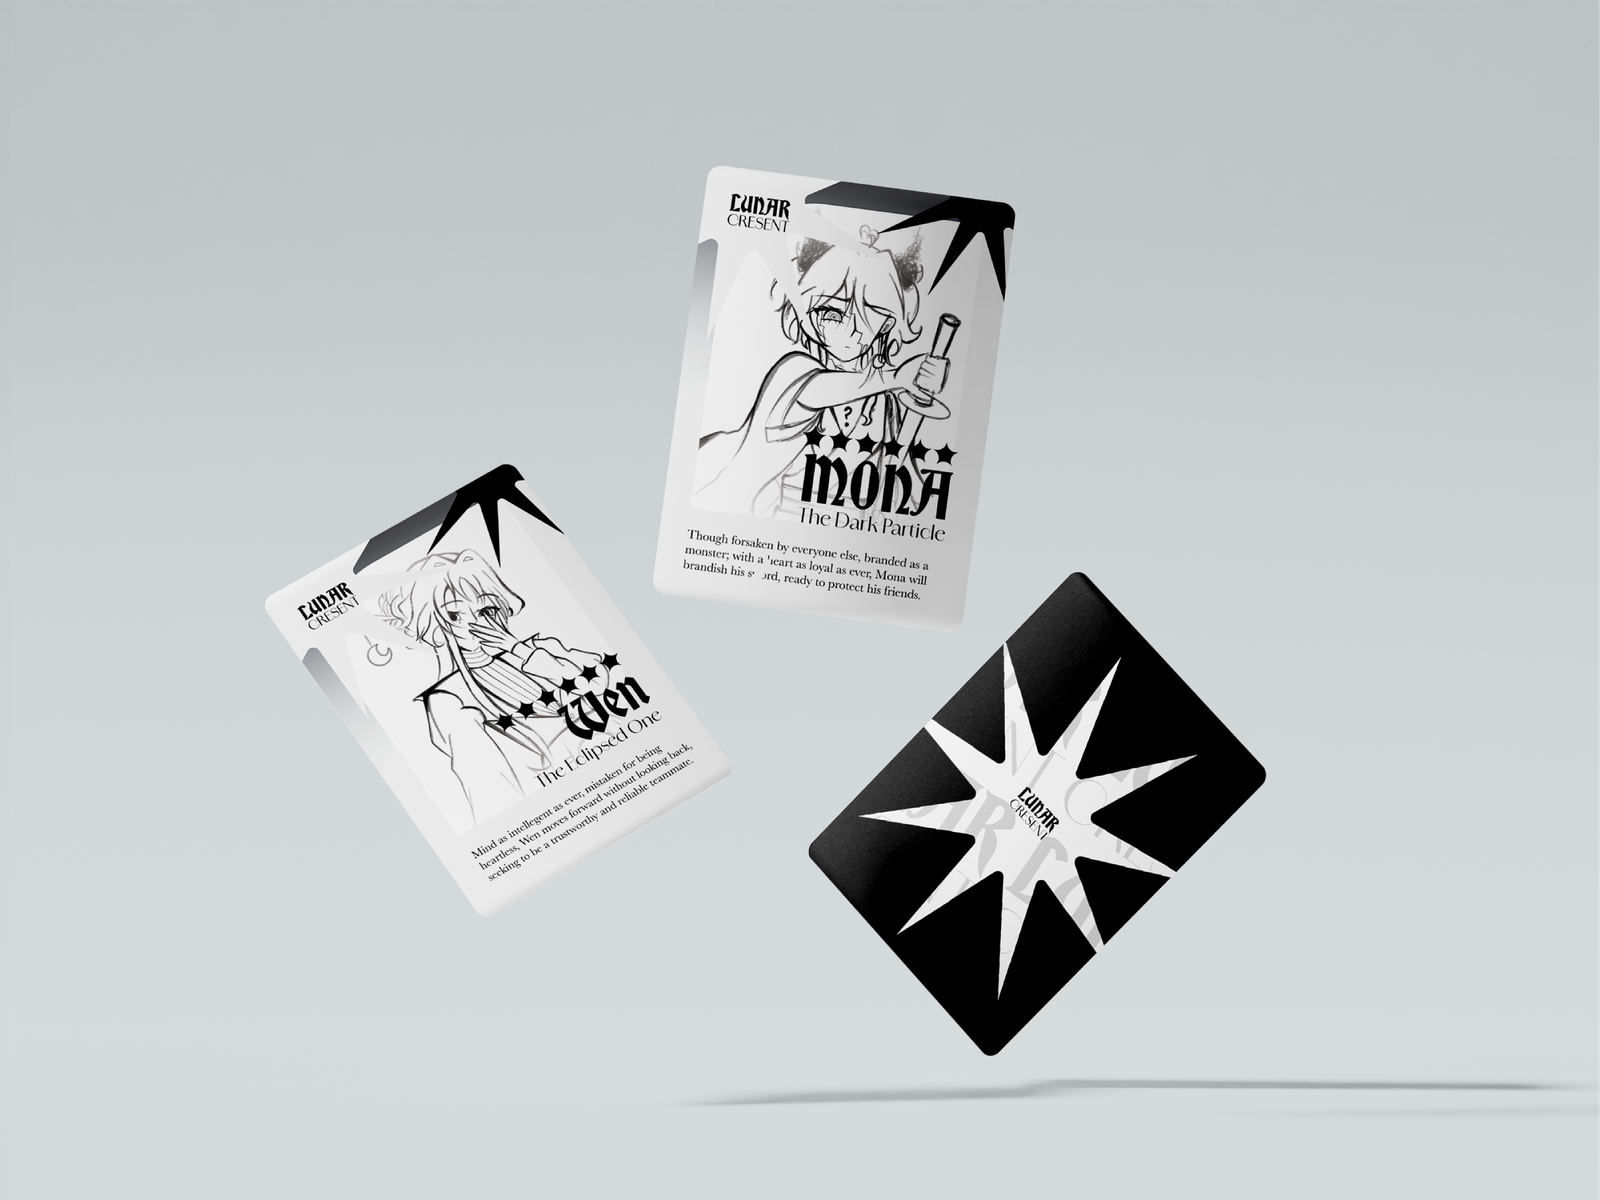 LUNAR
CRESENT
MONA
The Dark Particle
Though forsaken by everyone else, branded as a
monster; with a heart as loyal as ever, Mona will
brandish his sword, ready to protect his friends.
LUNAR
CRESENT
Wen
The Eclipsed One
Mind as intellegent as ever, mistaken for being
heartless, Wen moves forward without looking back,
seeking to be a trustworthy and reliable teammate.
LUNAR
CRESENT